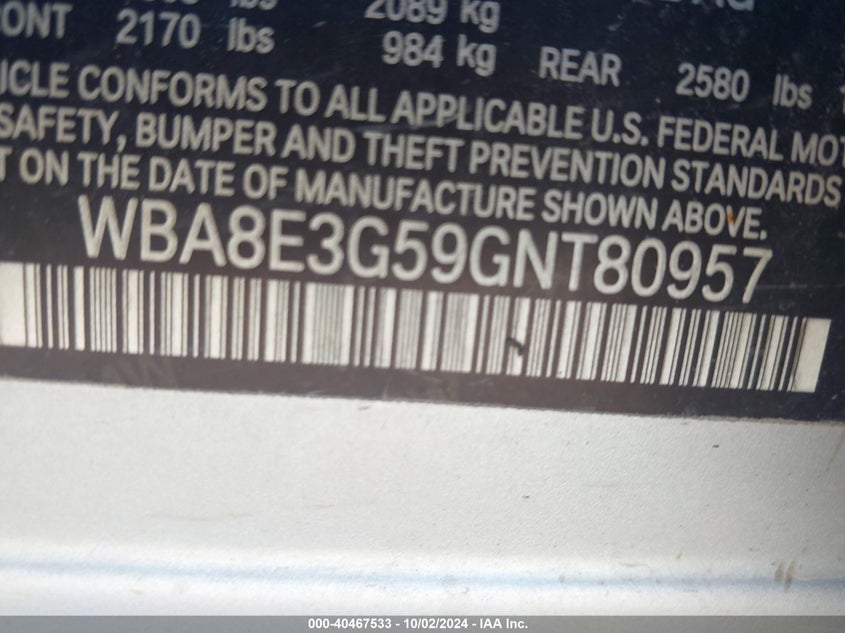 2089 kg
ONT 2170 lbs 984 kg REAR 2580 lbs
ICLE CONFORMS TO ALL APPLICABLE U.S. FEDERAL MOT
SAFETY, BUMPER AND THEFT PREVENTION STANDARDS
T ON THE DATE OF MANUFACTURE SHOWN ABOVE.
WBA8E3G59GNT80957
000-40467533 - 10/02/2024 - IAA Inc.